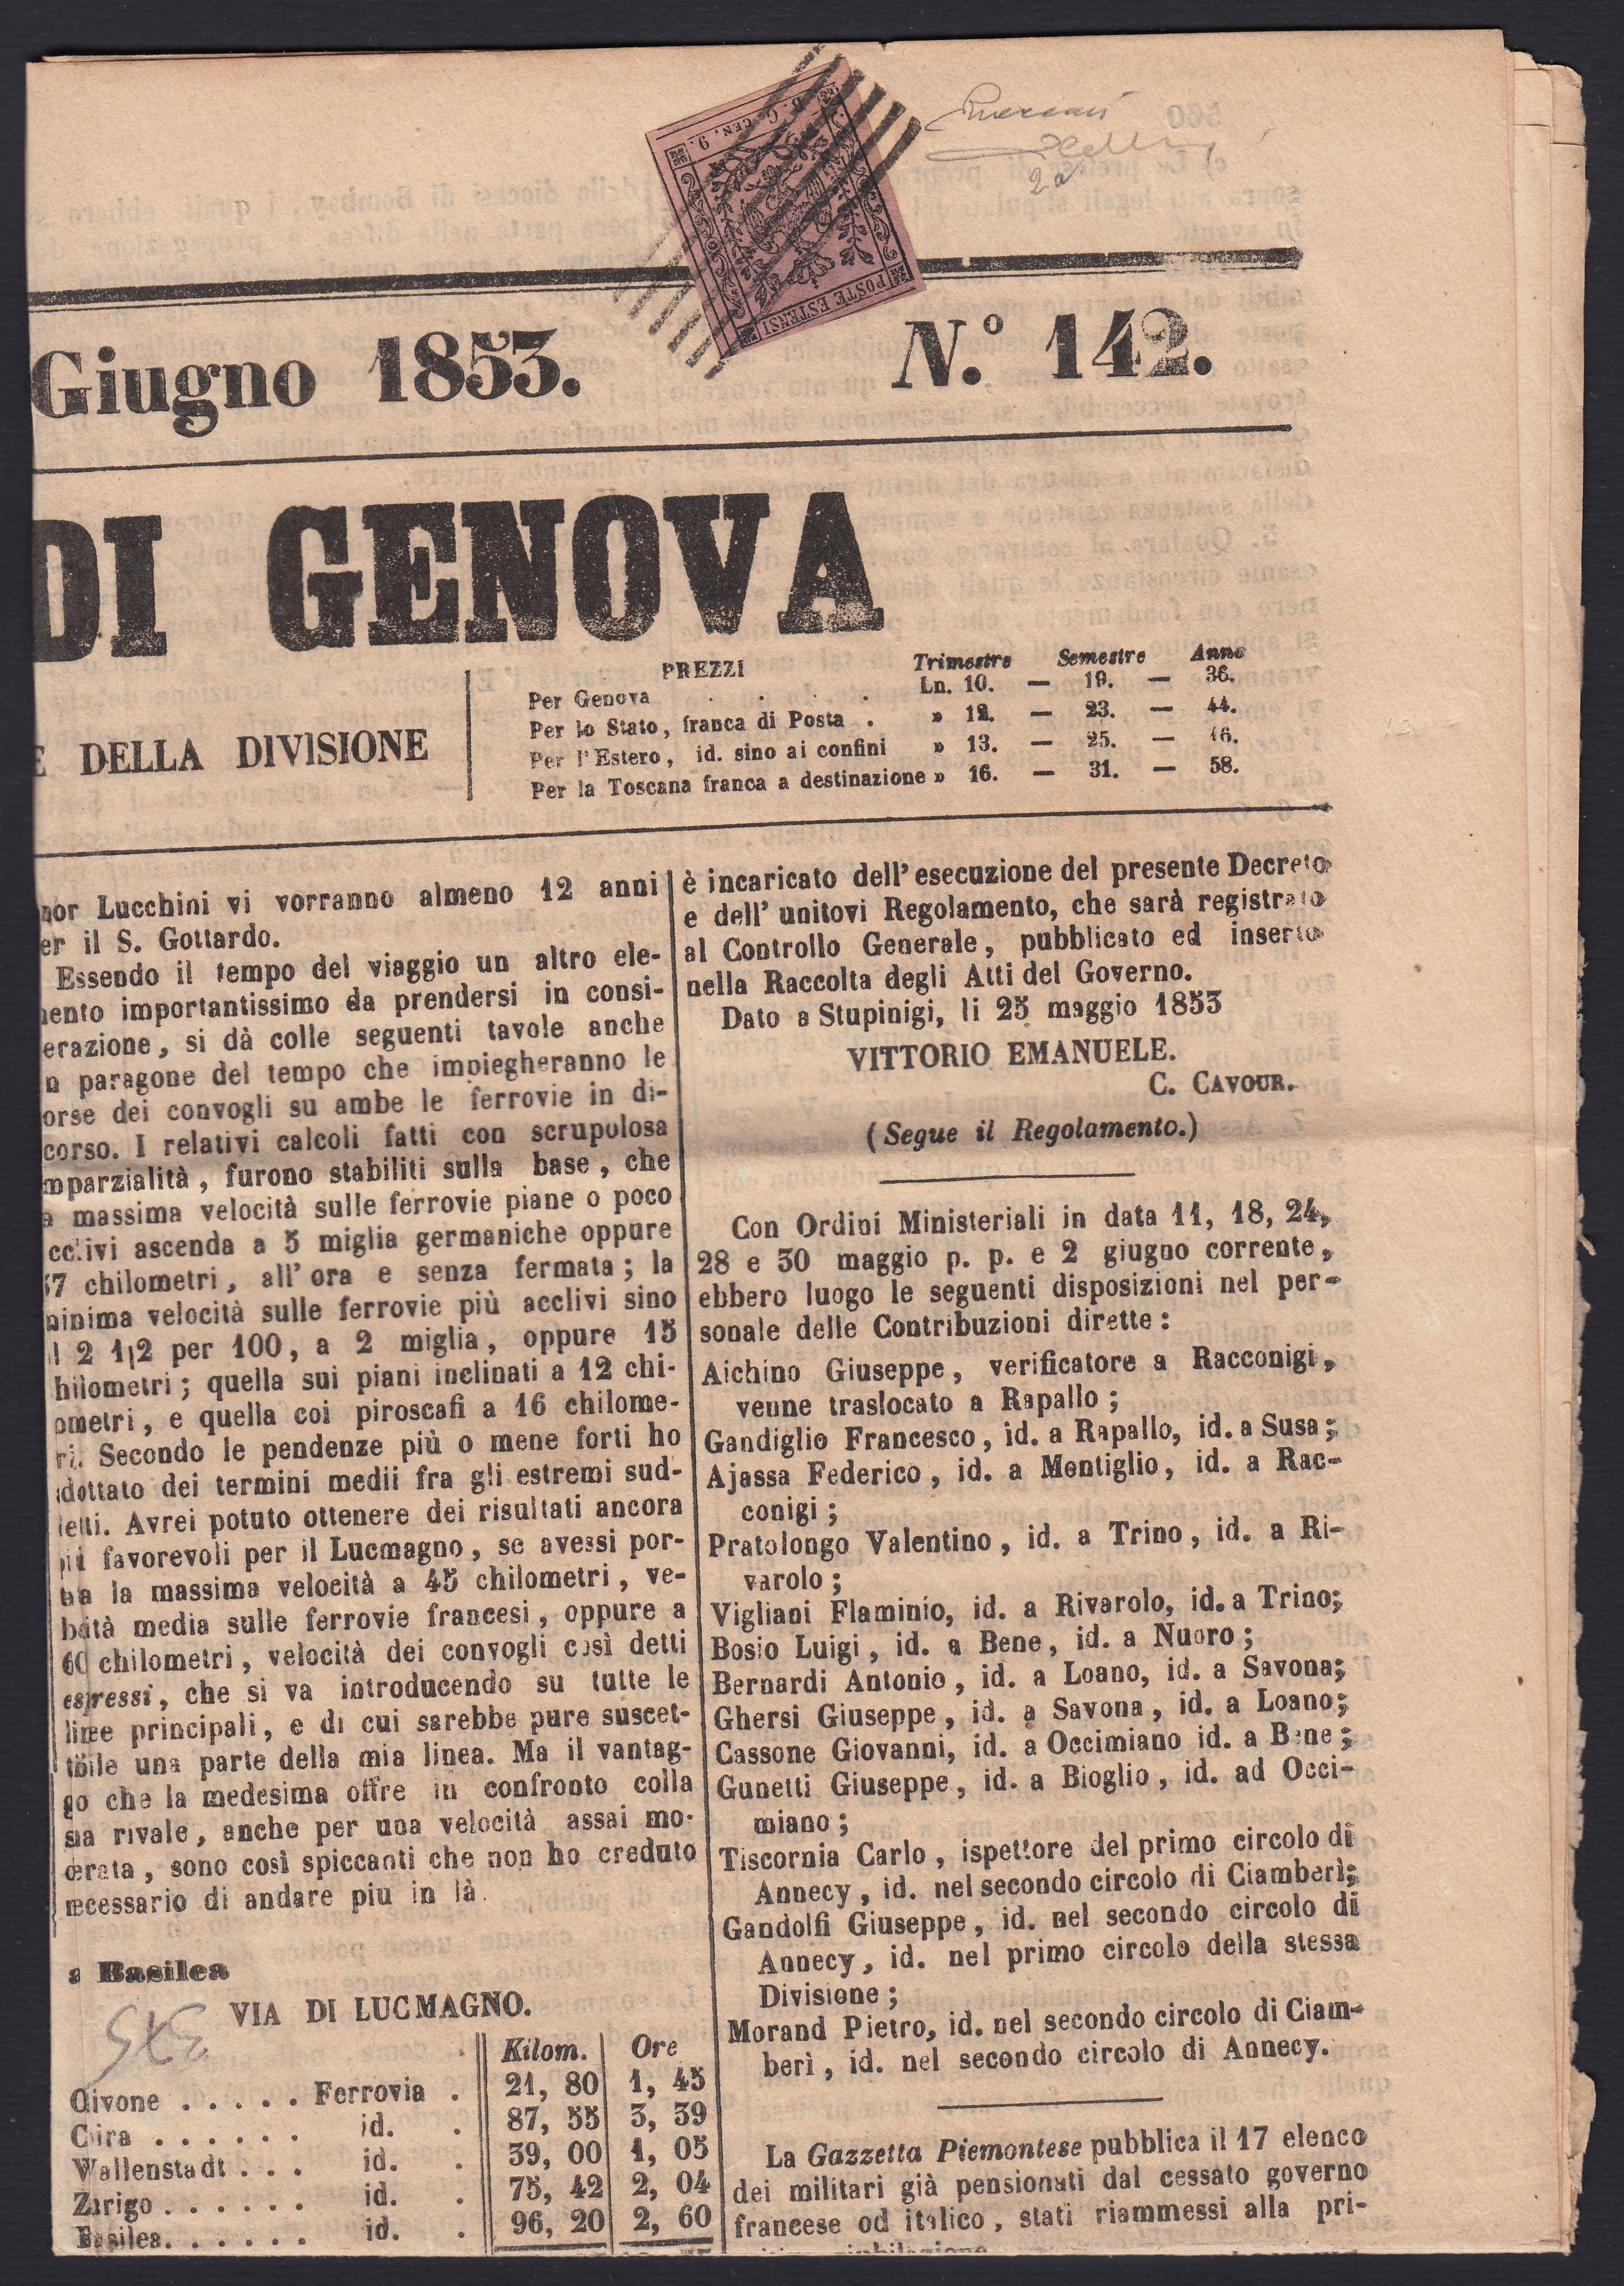 B. G. CEN. 9.
POSTE ESTENSI
Giugno 1853. N.º 142.
DI GENOVA
DELLA DIVISIONE
PREZZI Trimestre Semestre Anno
Per Genova . . . . Ln. 10. — 19. — 36.
Per lo Stato, franca di Posta . » 12. — 23. — 44.
Per l'Estero, id. sino ai confini » 13. — 25. — 46.
Per la Toscana franca a destinazione » 16. — 31. — 58.
nor Lucchini vi vorranno almeno 12 anni
er il S. Gottardo.
Essendo il tempo del viaggio un altro ele-
mento importantissimo da prendersi in consi-
erazione, si dà colle seguenti tavole anche
n paragone del tempo che impiegheranno le
orse dei convogli su ambe le ferrovie in di-
corso. I relativi calcoli fatti con scrupolosa
mparzialità, furono stabiliti sulla base, che
a massima velocità sulle ferrovie piane o poco
cclivi ascenda a 5 miglia germaniche oppure
37 chilometri, all'ora e senza fermata; la
minima velocità sulle ferrovie più acclivi sino
l 2 1|2 per 100, a 2 miglia, oppure 15
hilometri; quella sui piani inclinati a 12 chi-
ometri, e quella coi piroscafi a 16 chilome-
ri. Secondo le pendenze più o mene forti ho
dottato dei termini medii fra gli estremi sud-
letti. Avrei potuto ottenere dei risultati ancora
più favorevoli per il Lucmagno, se avessi por-
la massima velocità a 45 chilometri, ve-
media sulle ferrovie francesi, oppure a
60 chilometri, velocità dei convogli così detti
espressi, che si va introducendo su tutte le
linee principali, e di cui sarebbe pure suscet-
tibile una parte della mia linea. Ma il vantag-
go che la medesima offre in confronto colla
sua rivale, anche per una velocità assai mo-
derata, sono così spiccanti che non ho creduto
necessario di andare piu in là.
a Basilea
VIA DI LUCMAGNO.
Kilom. Ore
Olivone . . . . . Ferrovia . 21, 80 1, 45
Coira . . . . . . id. . 87, 55 3, 39
Wallenstadt . . . id. . 39, 00 1, 05
Zurigo . . . . . . id. . 75, 42 2, 04
Basilea. . . . . . id. . 96, 20 2, 60
è incaricato dell'esecuzione del presente Decreto
e dell' unitovi Regolamento, che sarà registrato
al Controllo Generale, pubblicato ed inserto
nella Raccolta degli Atti del Governo.
Dato a Stupinigi, li 25 maggio 1853
VITTORIO EMANUELE.
C. CAVOUR.
(Segue il Regolamento.)
Con Ordini Ministeriali in data 11, 18, 24,
28 e 30 maggio p. p. e 2 giugno corrente,
ebbero luogo le seguenti disposizioni nel per-
sonale delle Contribuzioni dirette:
Aichino Giuseppe, verificatore a Racconigi,
venne traslocato a Rapallo;
Gandiglio Francesco, id. a Rapallo, id. a Susa;
Ajassa Federico, id. a Montiglio, id. a Rac-
conigi;
Pratolongo Valentino, id. a Trino, id. a Ri-
varolo;
Vigliani Flaminio, id. a Rivarolo, id. a Trino;
Bosio Luigi, id. a Bene, id. a Nuoro;
Bernardi Antonio, id. a Loano, id. a Savona;
Ghersi Giuseppe, id. a Savona, id. a Loano;
Cassone Giovanni, id. a Occimiano id. a Bene;
Gunetti Giuseppe, id. a Bioglio, id. ad Occi-
miano;
Tiscornia Carlo, ispettore del primo circolo di
Annecy, id. nel secondo circolo di Ciamberì;
Gandolfi Giuseppe, id. nel secondo circolo di
Annecy, id. nel primo circolo della stessa
Divisione;
Morand Pietro, id. nel secondo circolo di Ciam-
berì, id. nel secondo circolo di Annecy.
La Gazzetta Piemontese pubblica il 17 elenco
dei militari già pensionati dal cessato governo
francese od italico, stati riammessi alla pri-